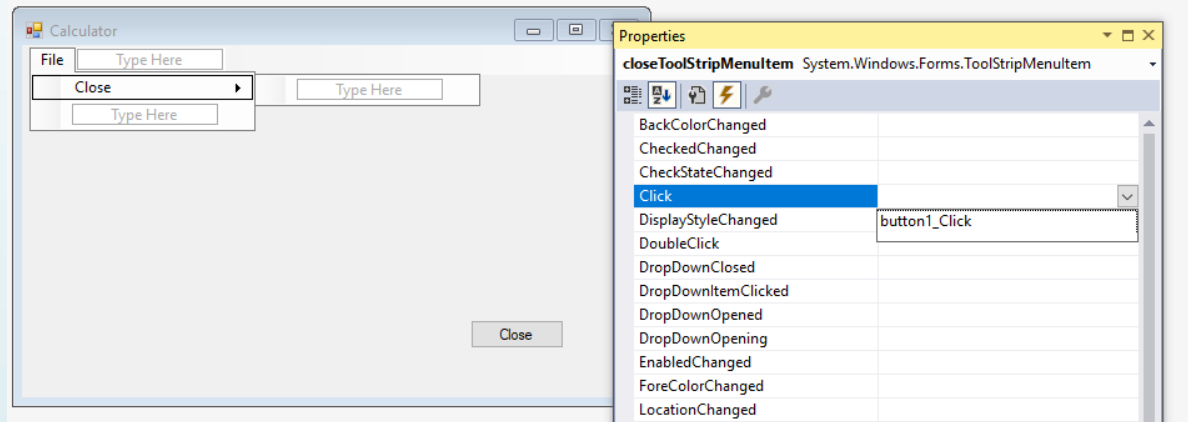 Calculator
File Type Here
Close Type Here
Type Here
Close
Properties
closeToolStripMenuItem System.Windows.Forms.ToolStripMenuItem
BackColorChanged
CheckedChanged
CheckStateChanged
Click
DisplayStyleChanged button1_Click
DoubleClick
DropDownClosed
DropDownItemClicked
DropDownOpened
DropDownOpening
EnabledChanged
ForeColorChanged
LocationChanged